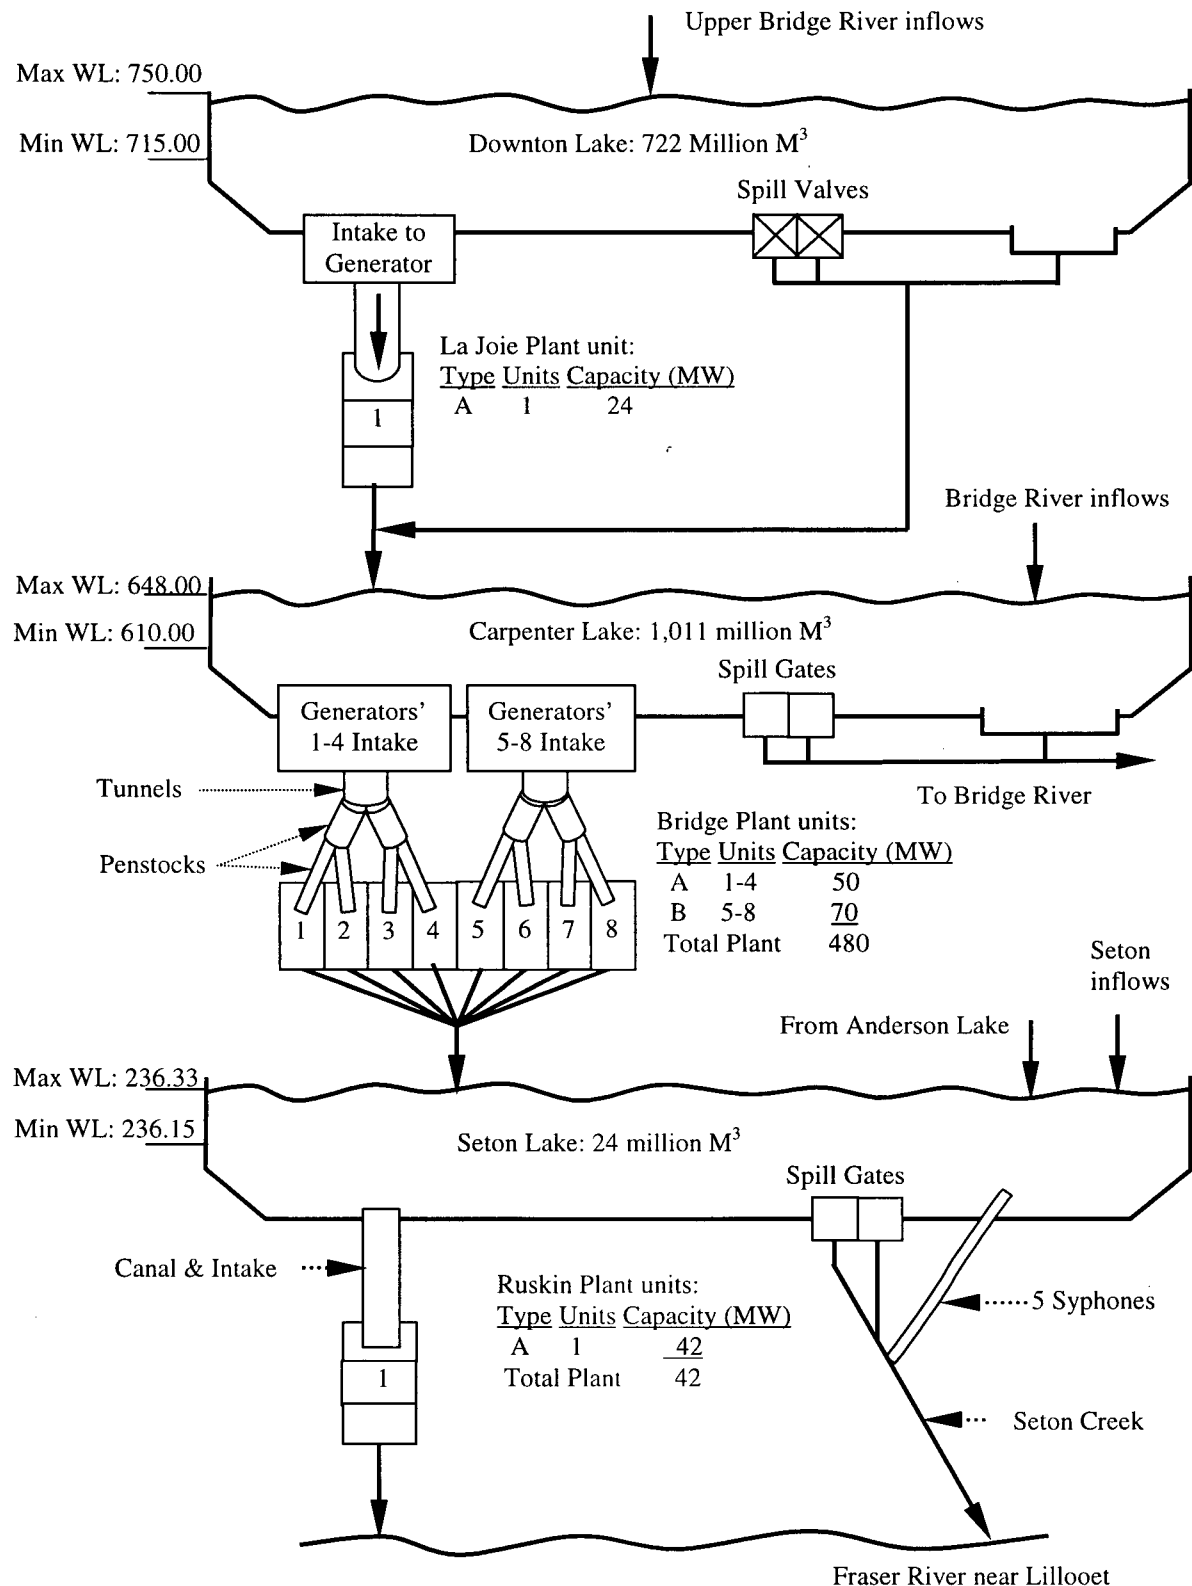 Upper Bridge River inflows
Max WL: 750.00
Min WL: 715.00
Downton Lake: 722 Million M³
Spill Valves
Intake to
Generator
La Joie Plant unit:
Type Units Capacity (MW)
A 1 24
1
Bridge River inflows
Max WL: 648.00
Min WL: 610.00
Carpenter Lake: 1,011 million M³
Spill Gates
Generators'
1-4 Intake
Generators'
5-8 Intake
Tunnels
To Bridge River
Penstocks
Bridge Plant units:
Type Units Capacity (MW)
A 1-4 50
B 5-8 70
Total Plant 480
1 2 3 4 5 6 7 8
Seton
inflows
From Anderson Lake
Max WL: 236.33
Min WL: 236.15
Seton Lake: 24 million M³
Spill Gates
Canal & Intake
Ruskin Plant units:
Type Units Capacity (MW)
A 1 42
Total Plant 42
5 Syphones
1
Seton Creek
Fraser River near Lillooet